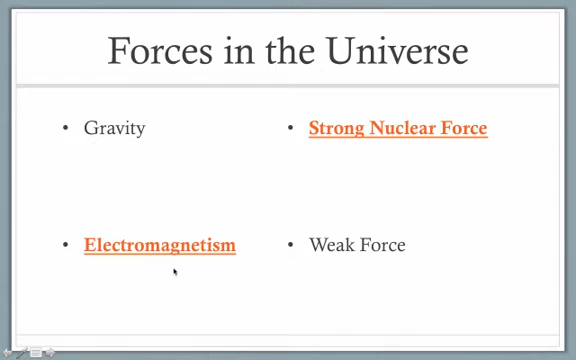 Forces in the Universe
• Gravity
• Strong Nuclear Force
• Electromagnetism
• Weak Force